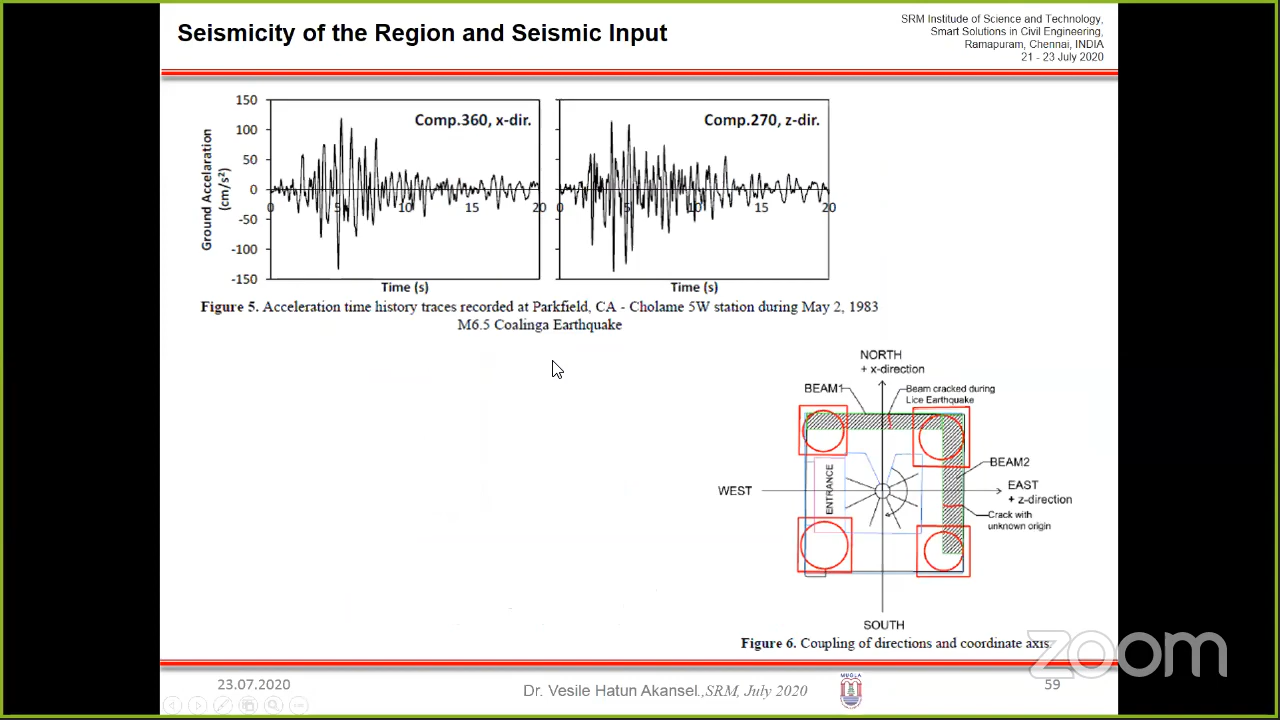 Seismicity of the Region and Seismic Input
SRM Institude of Science and Technology,
Smart Solutions in Civil Engineering,
Ramapuram, Chennai, INDIA
21 - 23 July 2020
Ground Accelaration
(cm/s²)
150
100
50
0
-50
-100
-150
Comp.360, x-dir.
0
5
10
15
20
Time (s)
Comp.270, z-dir.
0
5
10
15
20
Time (s)
Figure 5. Acceleration time history traces recorded at Parkfield, CA - Cholame 5W station during May 2, 1983
M6.5 Coalinga Earthquake
NORTH
+ x-direction
BEAM1
Beam cracked during
Lice Earthquake
BEAM2
WEST
ENTRANCE
EAST
+ z-direction
Crack with
unknown origin
SOUTH
Figure 6. Coupling of directions and coordinate axis.
zoom
23.07.2020
Dr. Vesile Hatun Akansel.,SRM, July 2020
MUĞLA
59